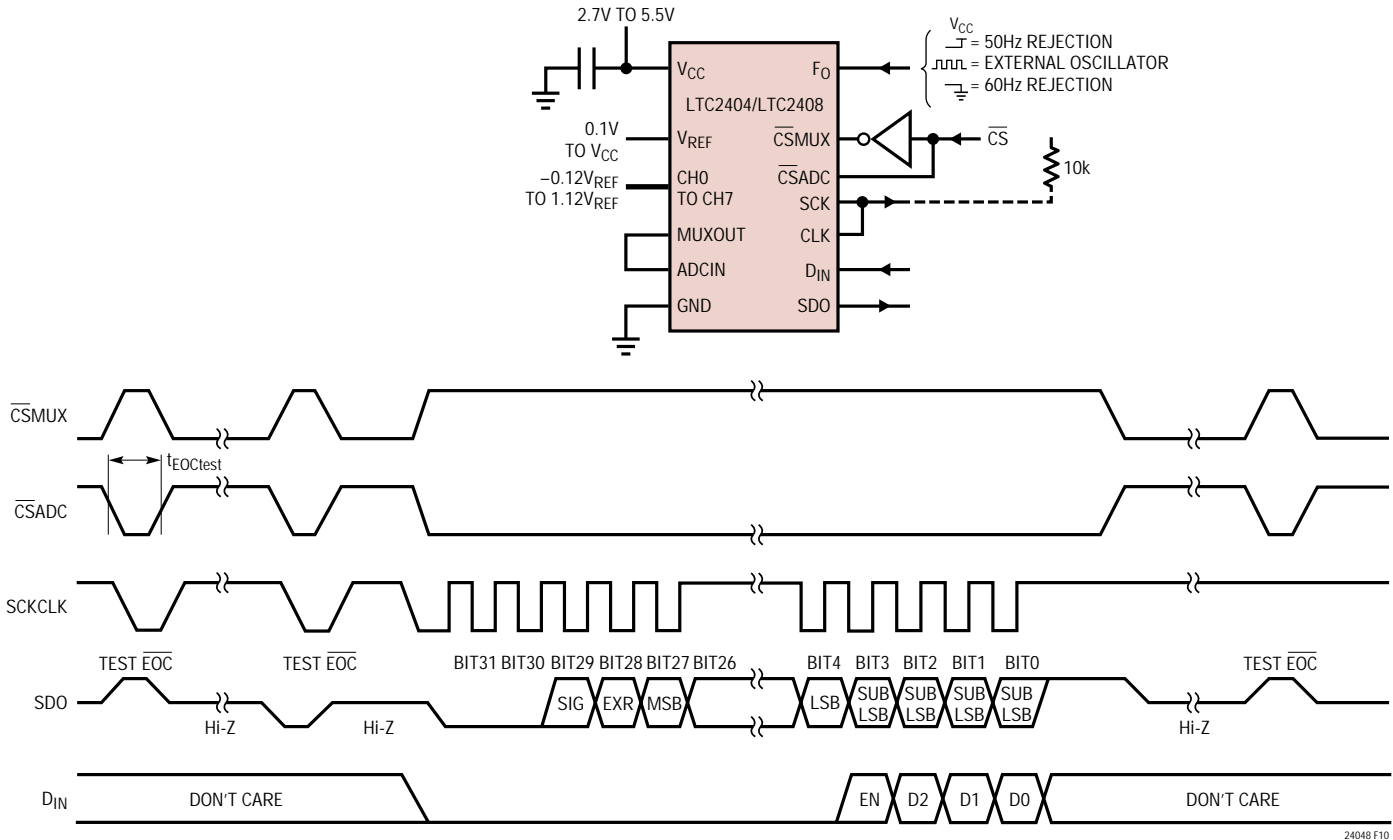 2.7V TO 5.5V
VCC
= 50Hz REJECTION
= EXTERNAL OSCILLATOR
= 60Hz REJECTION
VCC
FO
LTC2404/LTC2408
0.1V
TO VCC
VREF
CSMUX
CS
–0.12VREF
TO 1.12VREF
CH0
TO CH7
CSADC
10k
SCK
MUXOUT
CLK
ADCIN
DIN
GND
SDO
CSMUX
tEOCtest
CSADC
SCKCLK
TEST EOC
TEST EOC
BIT31 BIT30 BIT29 BIT28 BIT27 BIT26
BIT4 BIT3 BIT2 BIT1 BIT0
TEST EOC
SDO
Hi-Z
Hi-Z
SIG EXR MSB
LSB
SUB LSB
SUB LSB
SUB LSB
SUB LSB
Hi-Z
DIN
DON'T CARE
EN D2 D1 D0
DON'T CARE
24048 F10